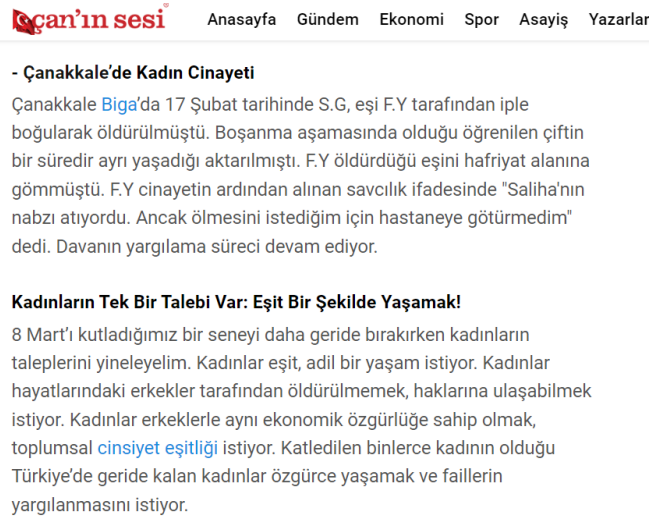 çan'ın sesi Anasayfa Gündem Ekonomi Spor Asayiş Yazarlar
- Çanakkale'de Kadın Cinayeti
Çanakkale Biga'da 17 Şubat tarihinde S.G, eşi F.Y tarafından iple
boğularak öldürülmüştü. Boşanma aşamasında olduğu öğrenilen çiftin
bir süredir ayrı yaşadığı aktarılmıştı. F.Y öldürdüğü eşini hafriyat alanına
gömmüştü. F.Y cinayetin ardından alınan savcılık ifadesinde "Saliha'nın
nabzı atıyordu. Ancak ölmesini istediğim için hastaneye götürmedim"
dedi. Davanın yargılama süreci devam ediyor.
Kadınların Tek Bir Talebi Var: Eşit Bir Şekilde Yaşamak!
8 Mart'ı kutladığımız bir seneyi daha geride bırakırken kadınların
taleplerini yineleyelim. Kadınlar eşit, adil bir yaşam istiyor. Kadınlar
hayatlarındaki erkekler tarafından öldürülmemek, haklarına ulaşabilmek
istiyor. Kadınlar erkeklerle aynı ekonomik özgürlüğe sahip olmak,
toplumsal cinsiyet eşitliği istiyor. Katledilen binlerce kadının olduğu
Türkiye'de geride kalan kadınlar özgürce yaşamak ve faillerin
yargılanmasını istiyor.